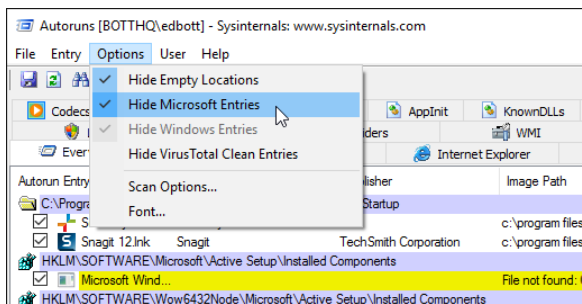 Autoruns [BOTTHQ\edbott] - Sysinternals: www.sysinternals.com
File Entry Options User Help
Hide Empty Locations
Hide Microsoft Entries
Hide Windows Entries
Hide VirusTotal Clean Entries
Scan Options...
Font...
Codecs AppInit KnownDLLs
WMI
Internet Explorer
Autorun Entry Image Path
Startup
Snagit 12.lnk Snagit TechSmith Corporation c:\program files
c:\program files
HKLM\SOFTWARE\Microsoft\Active Setup\Installed Components
Microsoft Wind... File not found:
HKLM\SOFTWARE\Wow6432Node\Microsoft\Active Setup\Installed Components